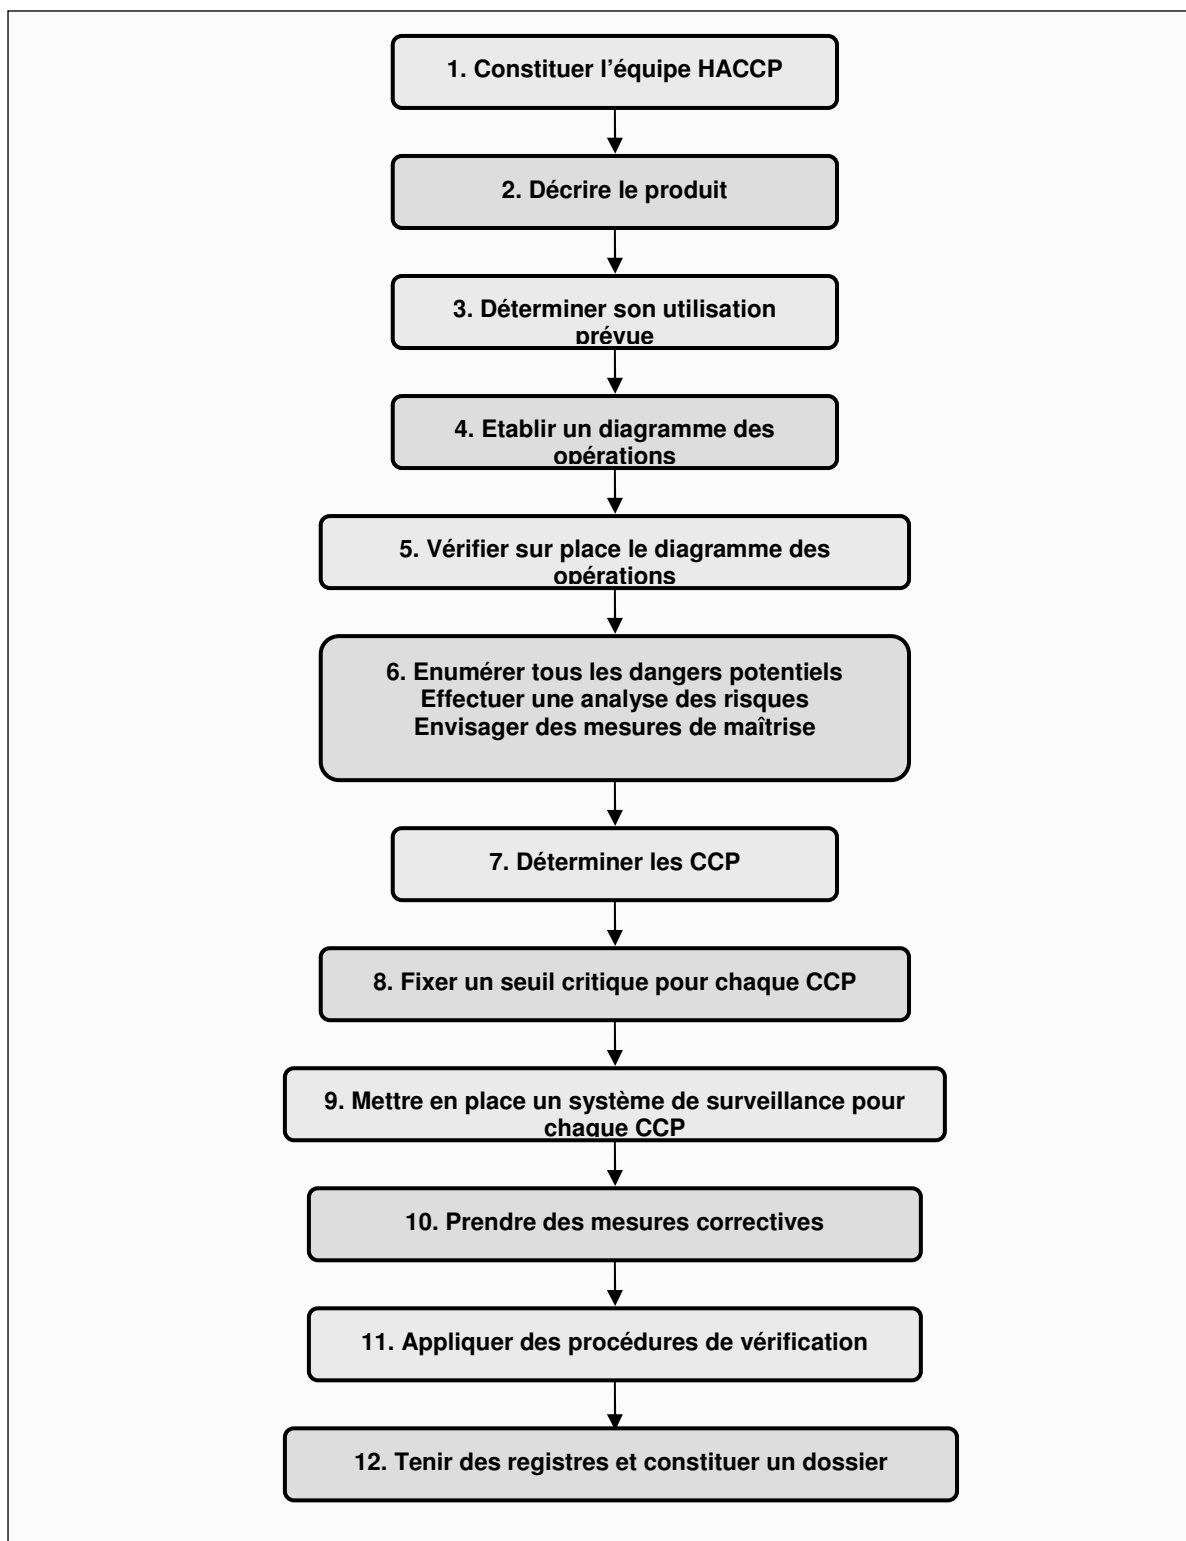 1. Constituer l’équipe HACCP
2. Décrire le produit
3. Déterminer son utilisation
prévue
4. Etablir un diagramme des
opérations
5. Vérifier sur place le diagramme des
opérations
6. Enumérer tous les dangers potentiels
Effectuer une analyse des risques
Envisager des mesures de maîtrise
7. Déterminer les CCP
8. Fixer un seuil critique pour chaque CCP
9. Mettre en place un système de surveillance pour
chaque CCP
10. Prendre des mesures correctives
11. Appliquer des procédures de vérification
12. Tenir des registres et constituer un dossier